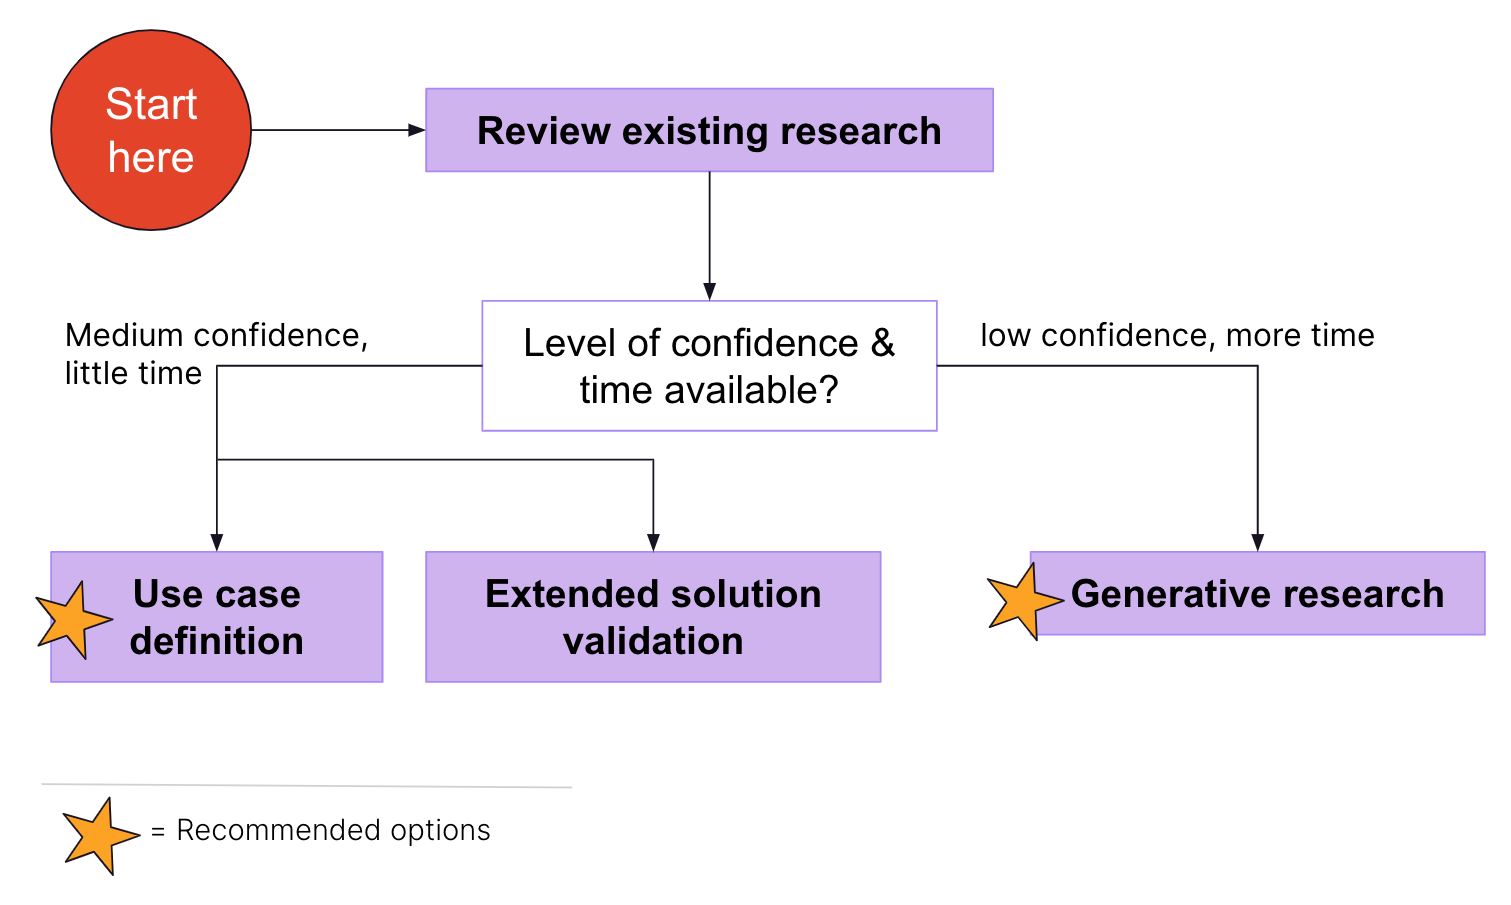 Start
here
Review existing research
Medium confidence,
little time
Level of confidence &
time available?
low confidence, more time
Use case
definition
Extended solution
validation
Generative research
= Recommended options